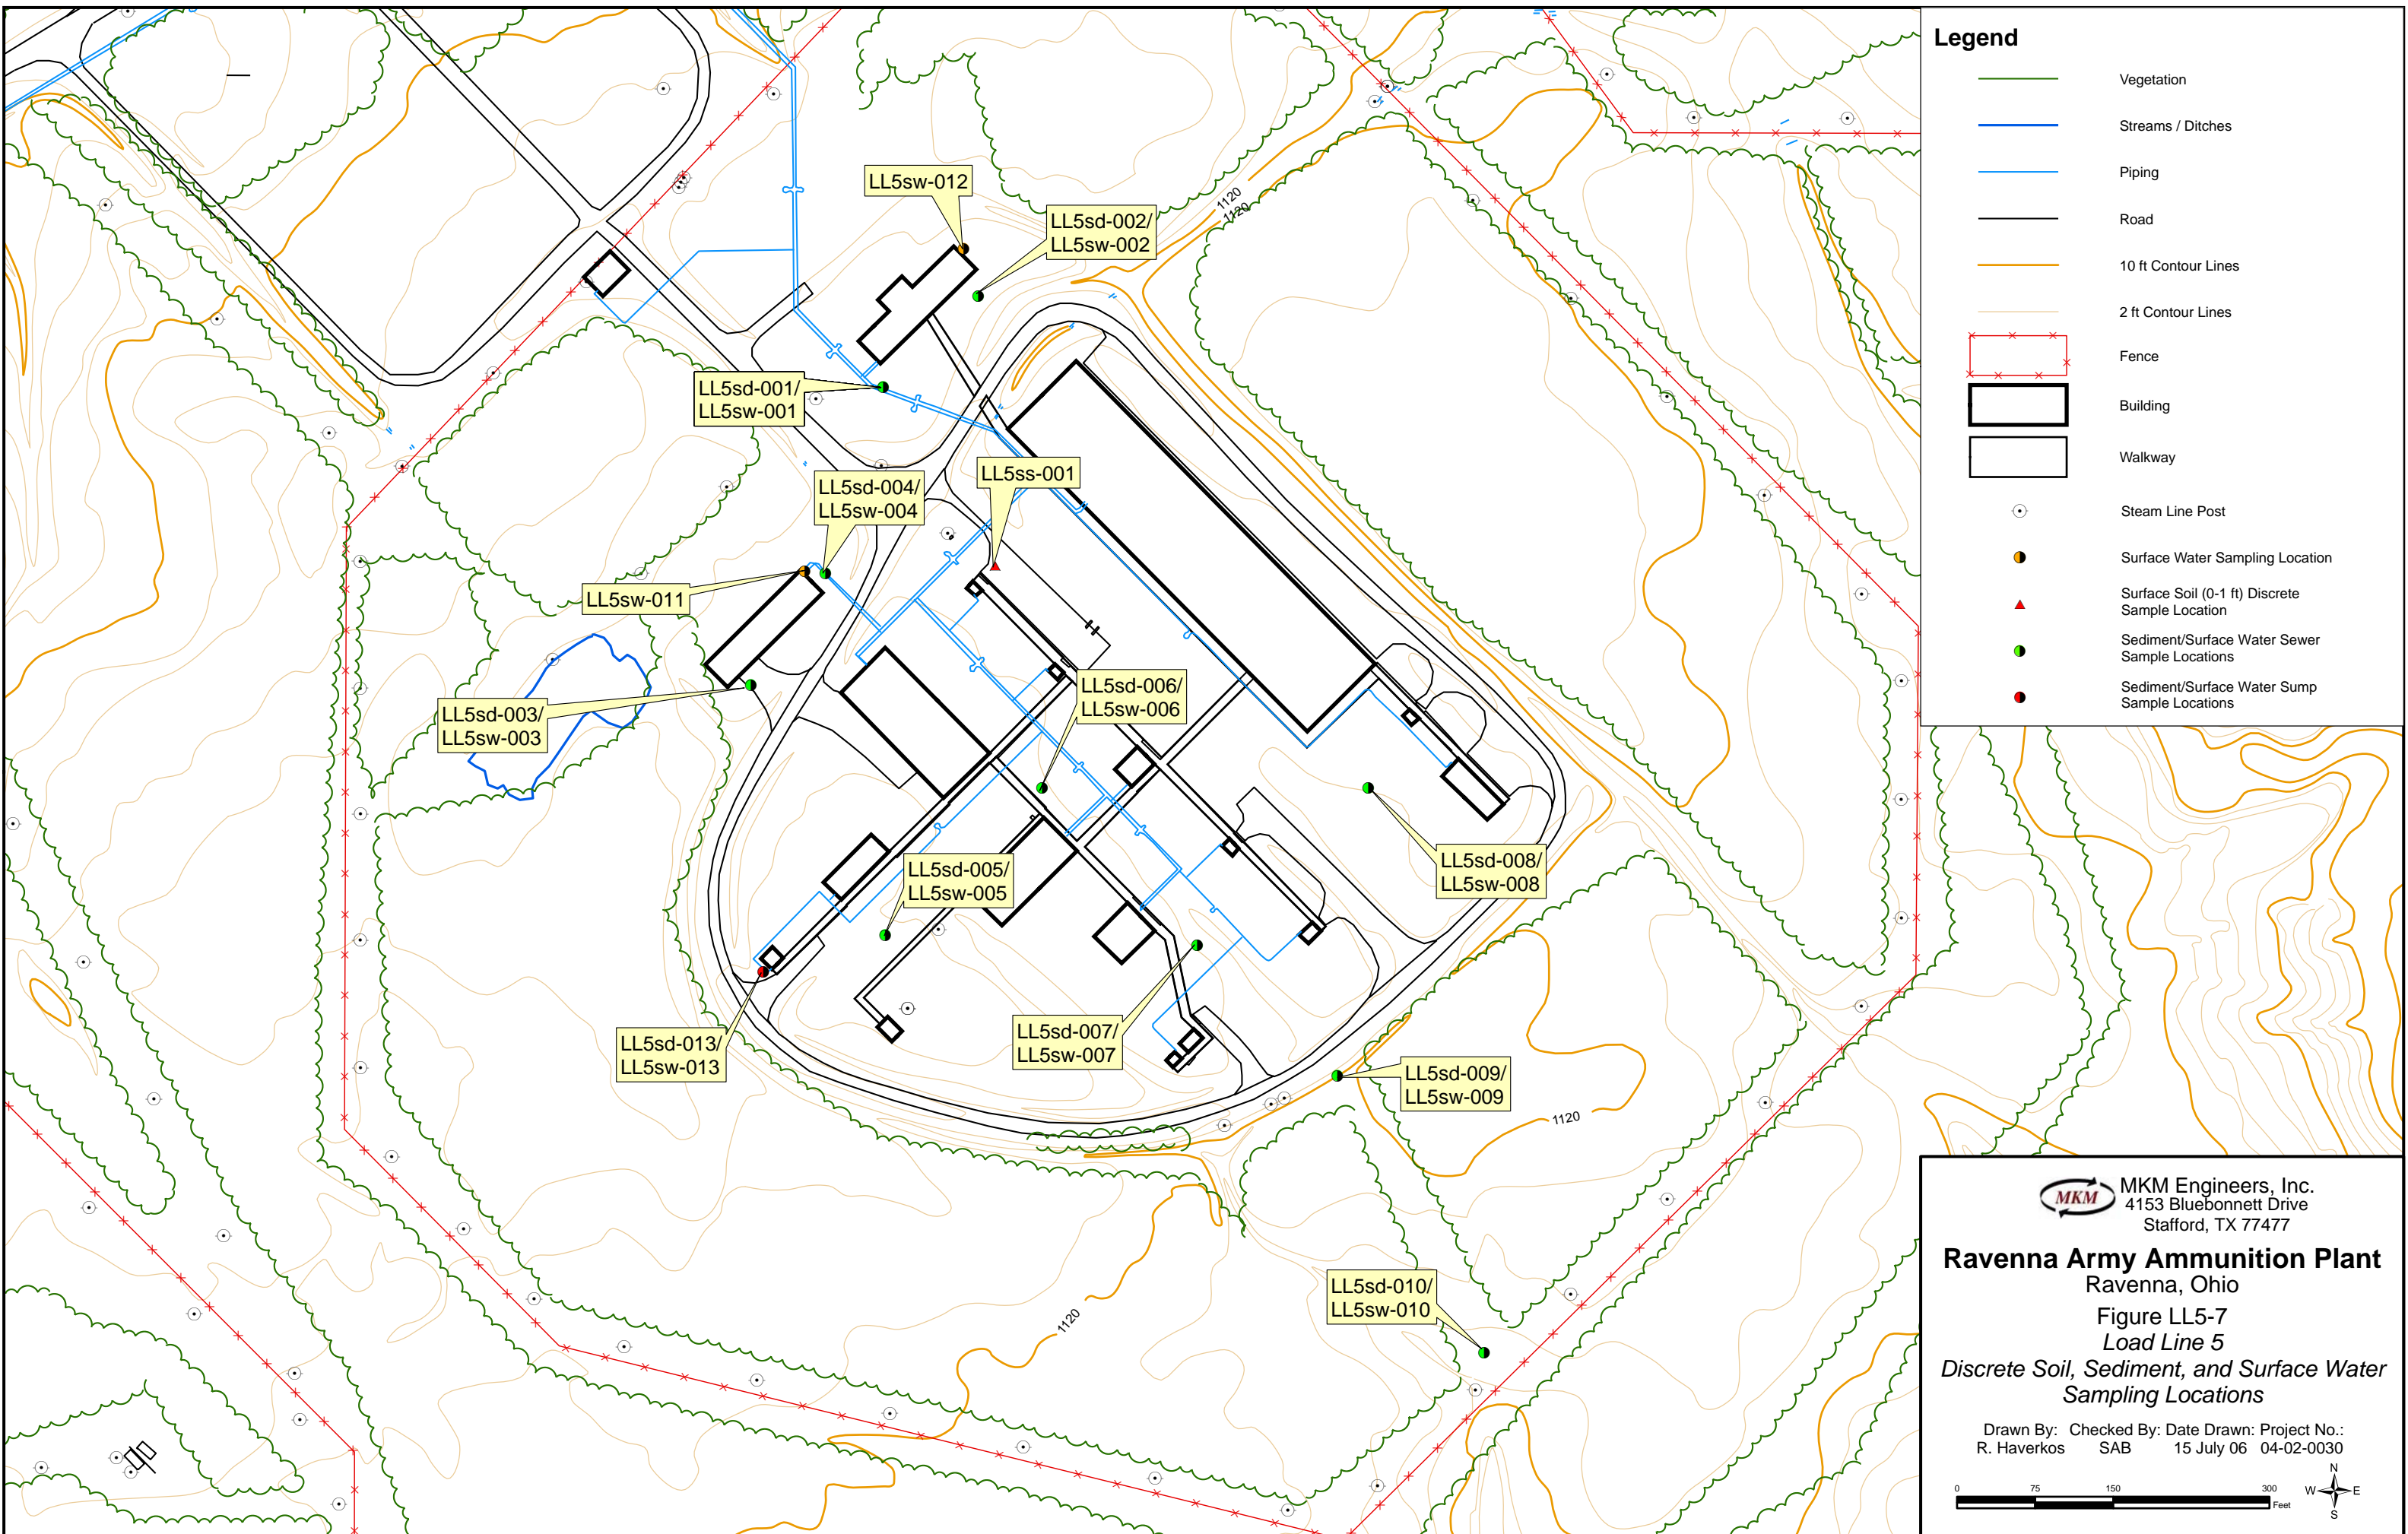 1120
1120
LL5sw-012
LL5sd-002/
LL5sw-002
LL5sd-001/
LL5sw-001
LL5sd-004/
LL5sw-004
LL5ss-001
LL5sw-011
LL5sd-003/
LL5sw-003
LL5sd-006/
LL5sw-006
LL5sd-005/
LL5sw-005
LL5sd-008/
LL5sw-008
LL5sd-013/
LL5sw-013
LL5sd-007/
LL5sw-007
LL5sd-009/
LL5sw-009
1120
LL5sd-010/
LL5sw-010
1120
Legend
Vegetation
Streams / Ditches
Piping
Road
10 ft Contour Lines
2 ft Contour Lines
Fence
Building
Walkway
Steam Line Post
Surface Water Sampling Location
Surface Soil (0-1 ft) Discrete
Sample Location
Sediment/Surface Water Sewer
Sample Locations
Sediment/Surface Water Sump
Sample Locations
MKM
MKM Engineers, Inc.
4153 Bluebonnett Drive
Stafford, TX 77477
Ravenna Army Ammunition Plant
Ravenna, Ohio
Figure LL5-7
Load Line 5
Discrete Soil, Sediment, and Surface Water
Sampling Locations
Drawn By: Checked By: Date Drawn: Project No.:
R. Haverkos SAB 15 July 06 04-02-0030
0 75 150 300
Feet
N
W E
S